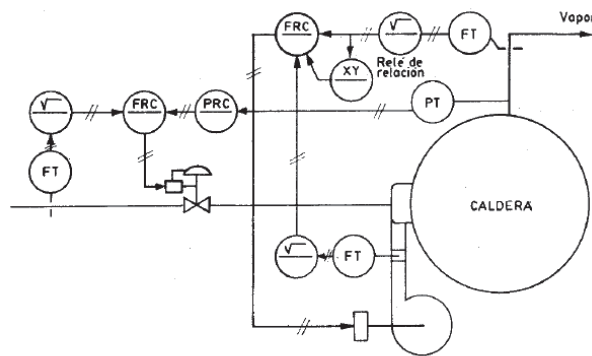 FRC
√
FT
Vapor
XY
Relé de
relación
√
FRC
PRC
PT
FT
CALDERA
√
FT